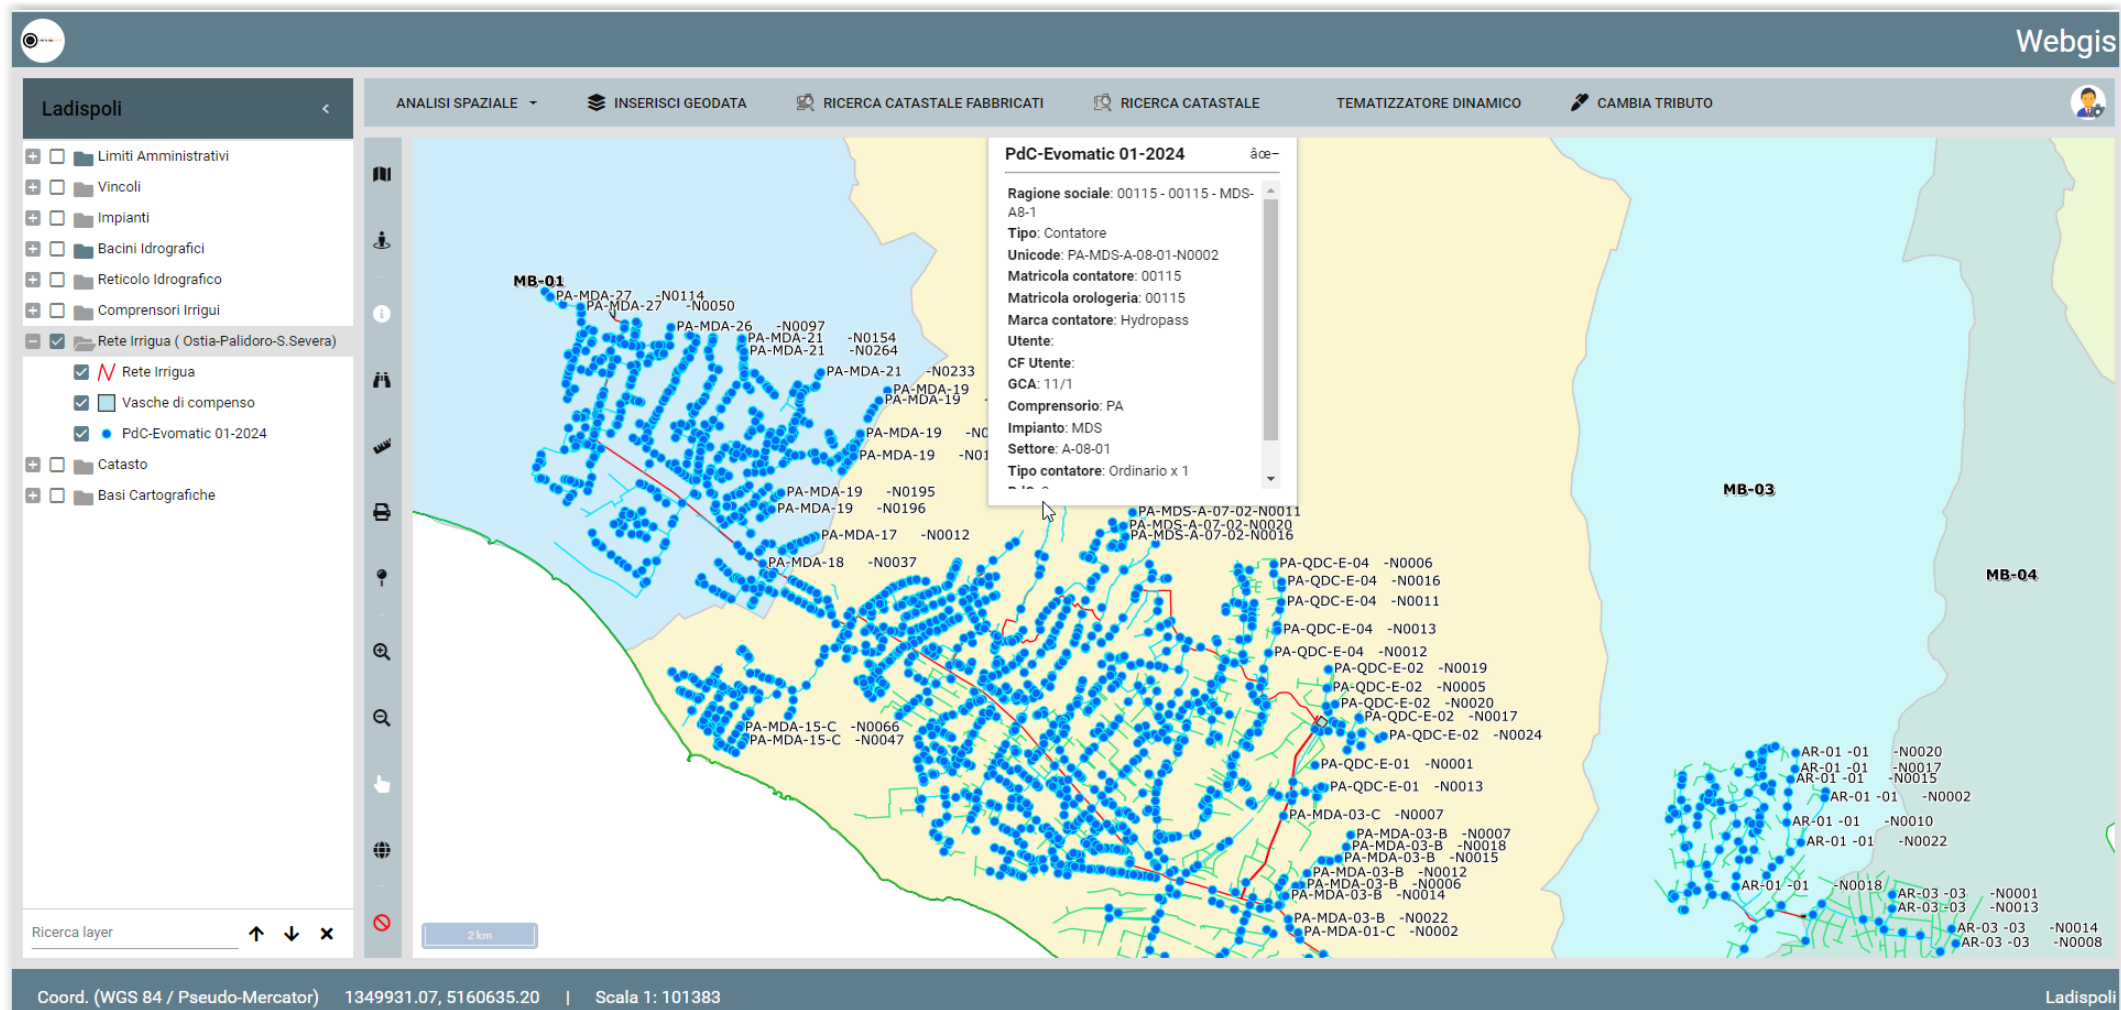 Webgis
Ladispoli
ANALISI SPAZIALE
INSERISCI GEODATA
RICERCA CATASTALE FABBRICATI
RICERCA CATASTALE
TEMATIZZATORE DINAMICO
CAMBIA TRIBUTO
Limiti Amministrativi
Vincoli
Impianti
Bacini Idrografici
Reticolo Idrografico
Comprensori Irrigui
Rete Irrigua ( Ostia-Palidoro-S.Severa)
Rete Irrigua
Vasche di compenso
PdC-Evomatic 01-2024
Catasto
Basi Cartografiche
Ricerca layer
PdC-Evomatic 01-2024
âœ–
Ragione sociale: 00115 - 00115 - MDS-
A8-1
Tipo: Contatore
Unicode: PA-MDS-A-08-01-N0002
Matricola contatore: 00115
Matricola orologeria: 00115
Marca contatore: Hydropass
Utente:
CF Utente:
GCA: 11/1
Comprensorio: PA
Impianto: MDS
Settore: A-08-01
Tipo contatore: Ordinario x 1
MB-01
PA-MDA-27 -N0114
PA-MDA-27 -N0050
PA-MDA-26 -N0097
PA-MDA-21 -N0154
PA-MDA-21 -N0264
PA-MDA-21 -N0233
PA-MDA-19
PA-MDA-19 -
PA-MDA-19 -N0
PA-MDA-19 -N01
PA-MDA-19 -N0195
PA-MDA-19 -N0196
PA-MDA-17 -N0012
PA-MDA-18 -N0037
PA-MDA-15-C -N0066
PA-MDA-15-C -N0047
PA-MDS-A-07-02-N0011
PA-MDS-A-07-02-N0020
PA-MDS-A-07-02-N0016
PA-QDC-E-04 -N0006
PA-QDC-E-04 -N0016
PA-QDC-E-04 -N0011
PA-QDC-E-04 -N0013
PA-QDC-E-04 -N0012
PA-QDC-E-02 -N0019
PA-QDC-E-02 -N0005
PA-QDC-E-02 -N0020
PA-QDC-E-02 -N0017
PA-QDC-E-02 -N0024
PA-QDC-E-01 -N0001
PA-QDC-E-01 -N0013
PA-MDA-03-C -N0007
PA-MDA-03-B -N0007
PA-MDA-03-B -N0018
PA-MDA-03-B -N0015
PA-MDA-03-B -N0012
PA-MDA-03-B -N0006
PA-MDA-03-B -N0014
PA-MDA-03-B -N0022
PA-MDA-01-C -N0002
MB-03
MB-04
AR-01 -01 -N0020
AR-01 -01 -N0017
AR-01 -01 -N0015
AR-01 -01 -N0002
AR-01 -01 -N0010
AR-01 -01 -N0022
AR-01 -01 -N0018
AR-03 -03 -N0001
AR-03 -03 -N0013
AR-03 -03 -N0014
AR-03 -03 -N0008
2 km
Coord. (WGS 84 / Pseudo-Mercator) 1349931.07, 5160635.20 | Scala 1: 101383
Ladispoli